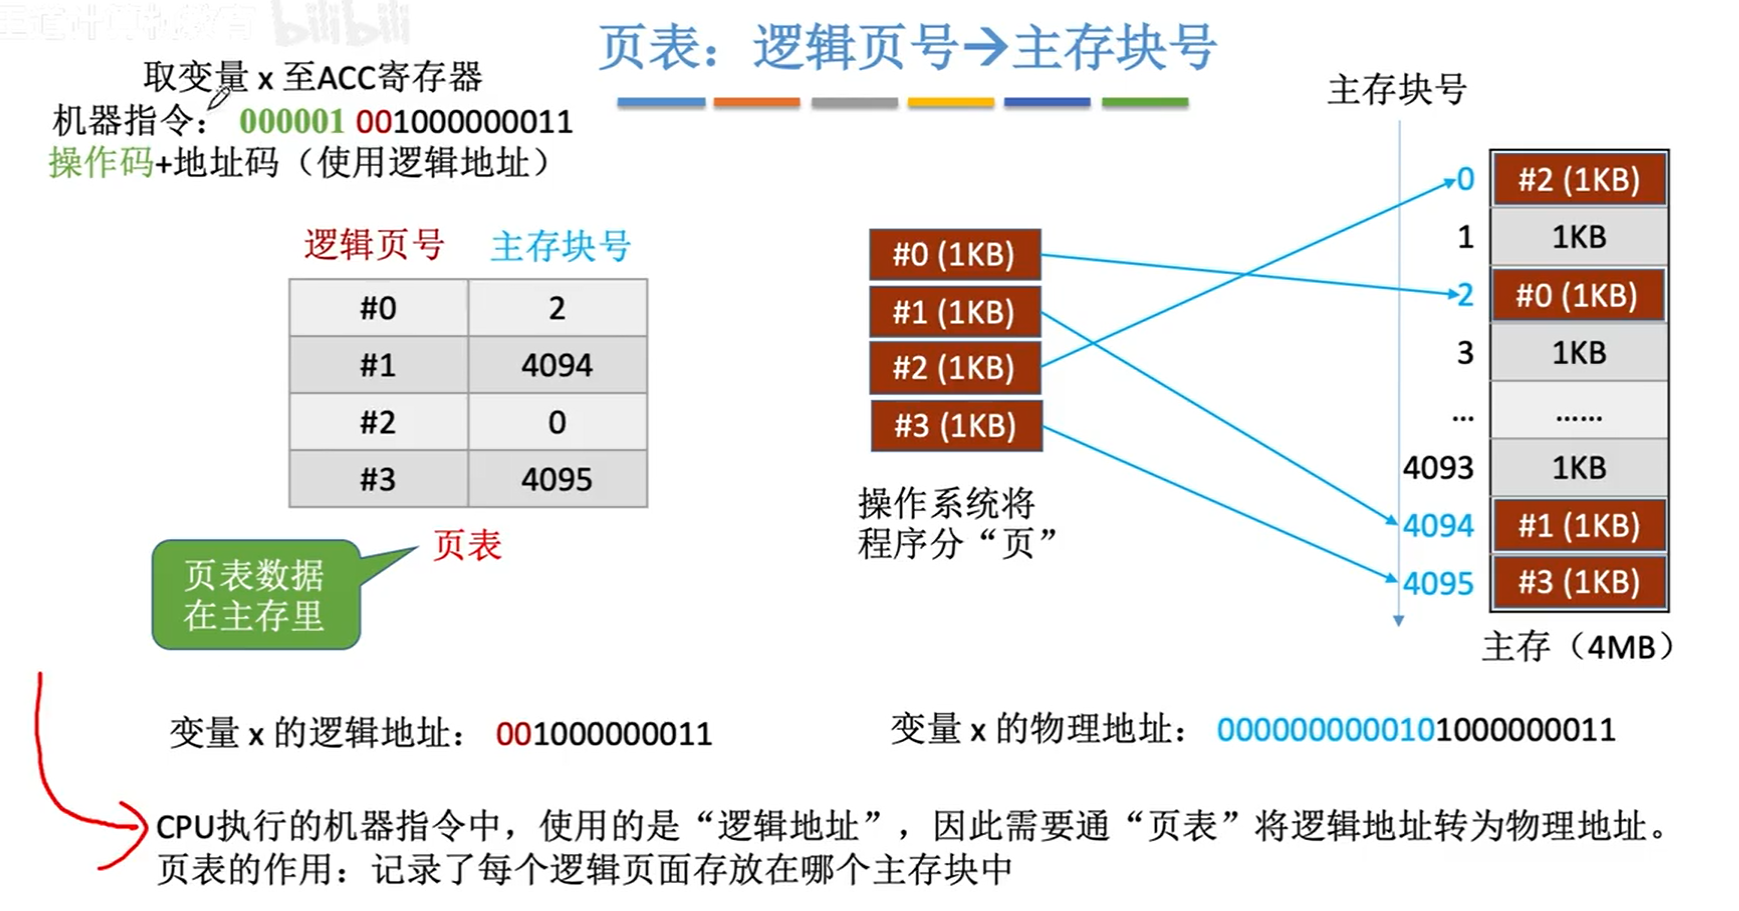 王道计算机教育 bilibili
页表：逻辑页号→主存块号
取变量 x 至ACC寄存器
机器指令： 000001 001000000011
操作码+地址码（使用逻辑地址）
逻辑页号 主存块号
#0 2
#1 4094
#2 0
#3 4095
页表
页表数据
在主存里
#0 (1KB)
#1 (1KB)
#2 (1KB)
#3 (1KB)
操作系统将
程序分“页”
主存块号
0 #2 (1KB)
1 1KB
2 #0 (1KB)
3 1KB
... ……
4093 1KB
4094 #1 (1KB)
4095 #3 (1KB)
主存（4MB）
变量 x 的逻辑地址： 001000000011
变量 x 的物理地址： 0000000000101000000011
CPU执行的机器指令中，使用的是“逻辑地址”，因此需要通“页表”将逻辑地址转为物理地址。
页表的作用：记录了每个逻辑页面存放在哪个主存块中